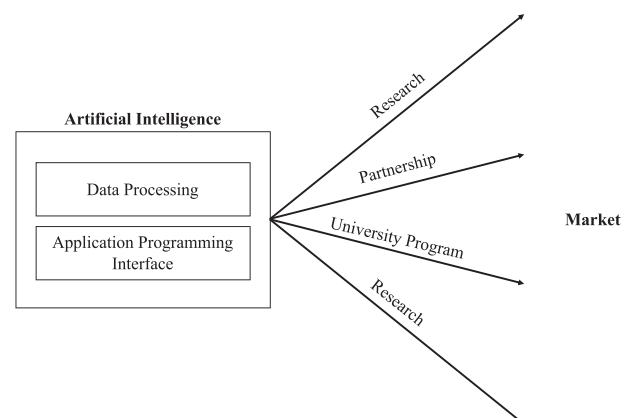 Artificial Intelligence
Data Processing
Application Programming
Interface
Research
Partnership
University Program
Research
Market